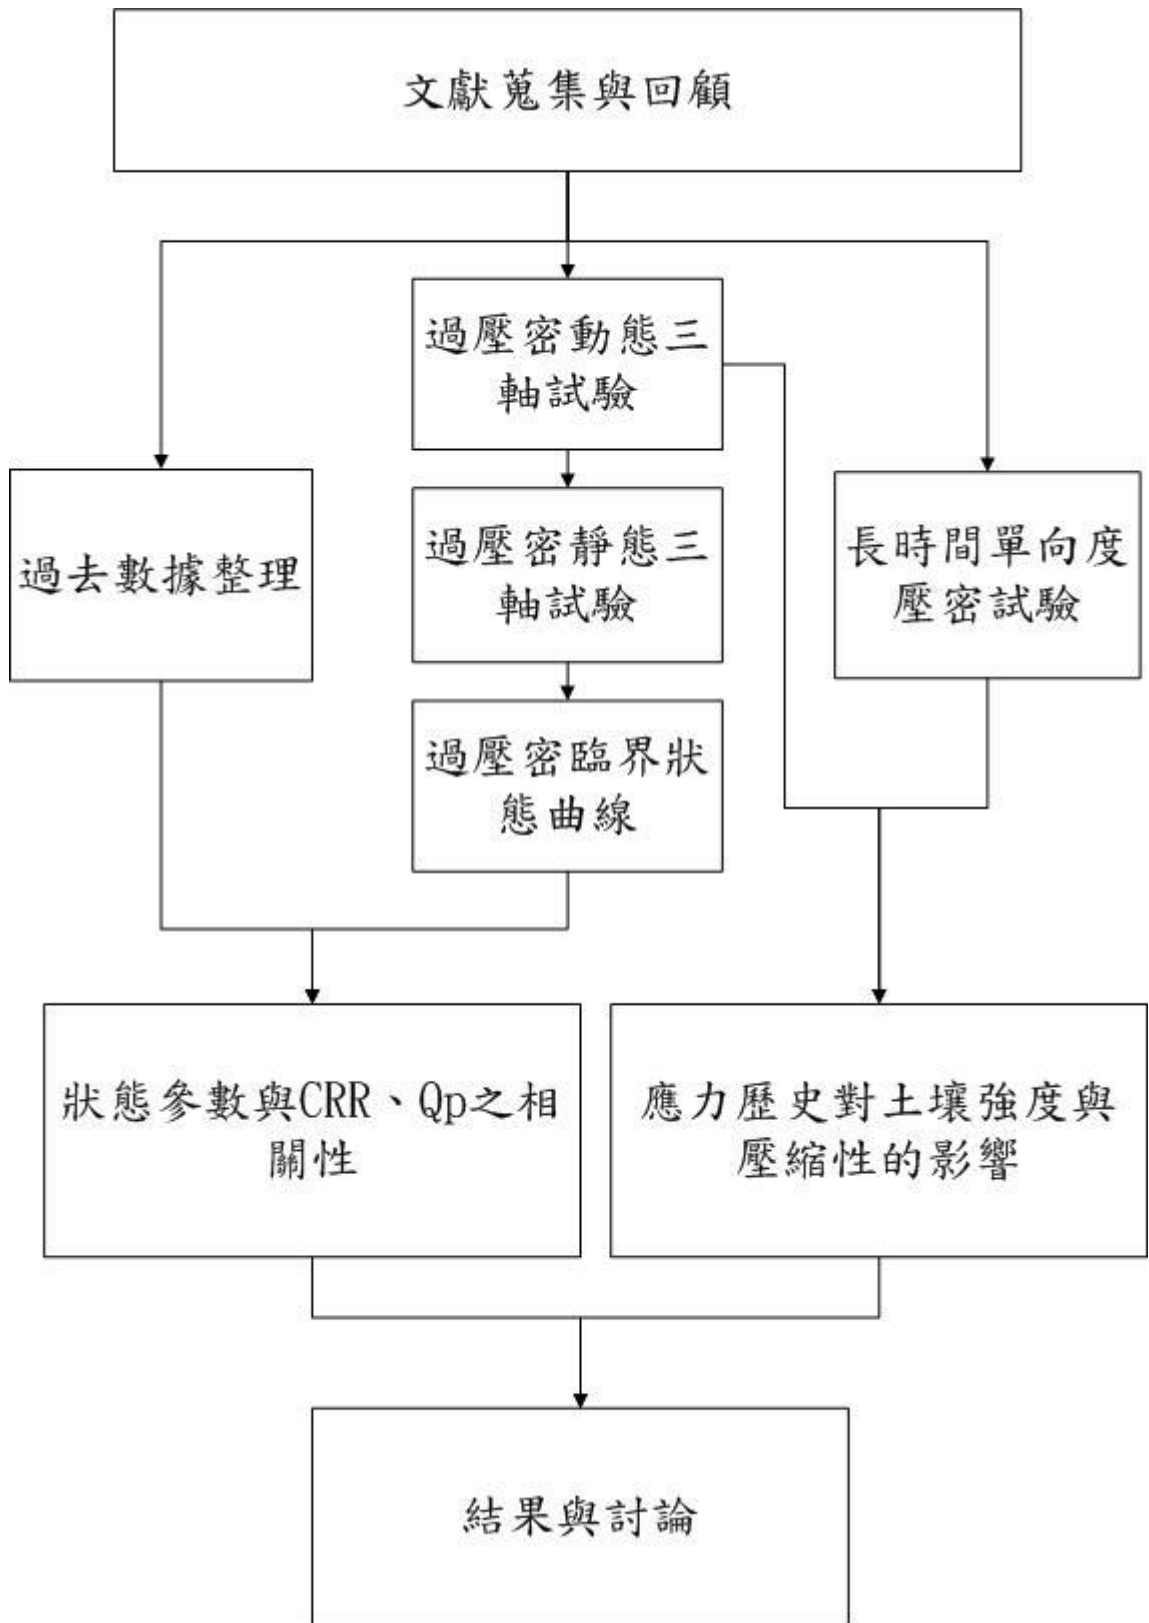 文獻蒐集與回顧
過壓密動態三
軸試驗
過去數據整理
過壓密靜態三
軸試驗
長時間單向度
壓密試驗
過壓密臨界狀
態曲線
狀態參數與CRR、Qp之相
關性
應力歷史對土壤強度與
壓縮性的影響
結果與討論